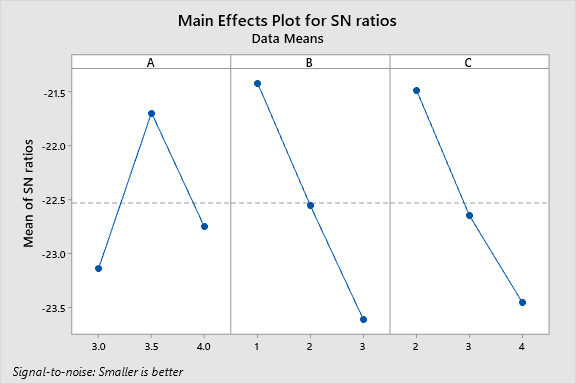 Main Effects Plot for SN ratios
Data Means
A B C
Mean of SN ratios
-21.5
-22.0
-22.5
-23.0
-23.5
3.0 3.5 4.0 1 2 3 2 3 4
Signal-to-noise: Smaller is better